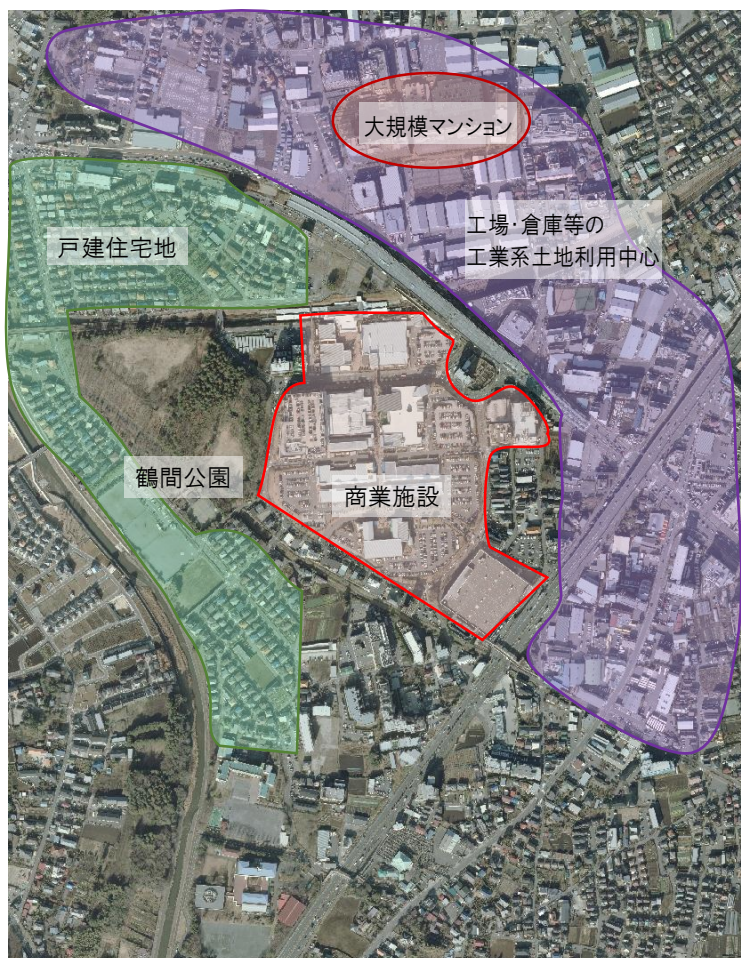 大規模マンション
工場・倉庫等の
工業系土地利用中心
戸建住宅地
鶴間公園
商業施設